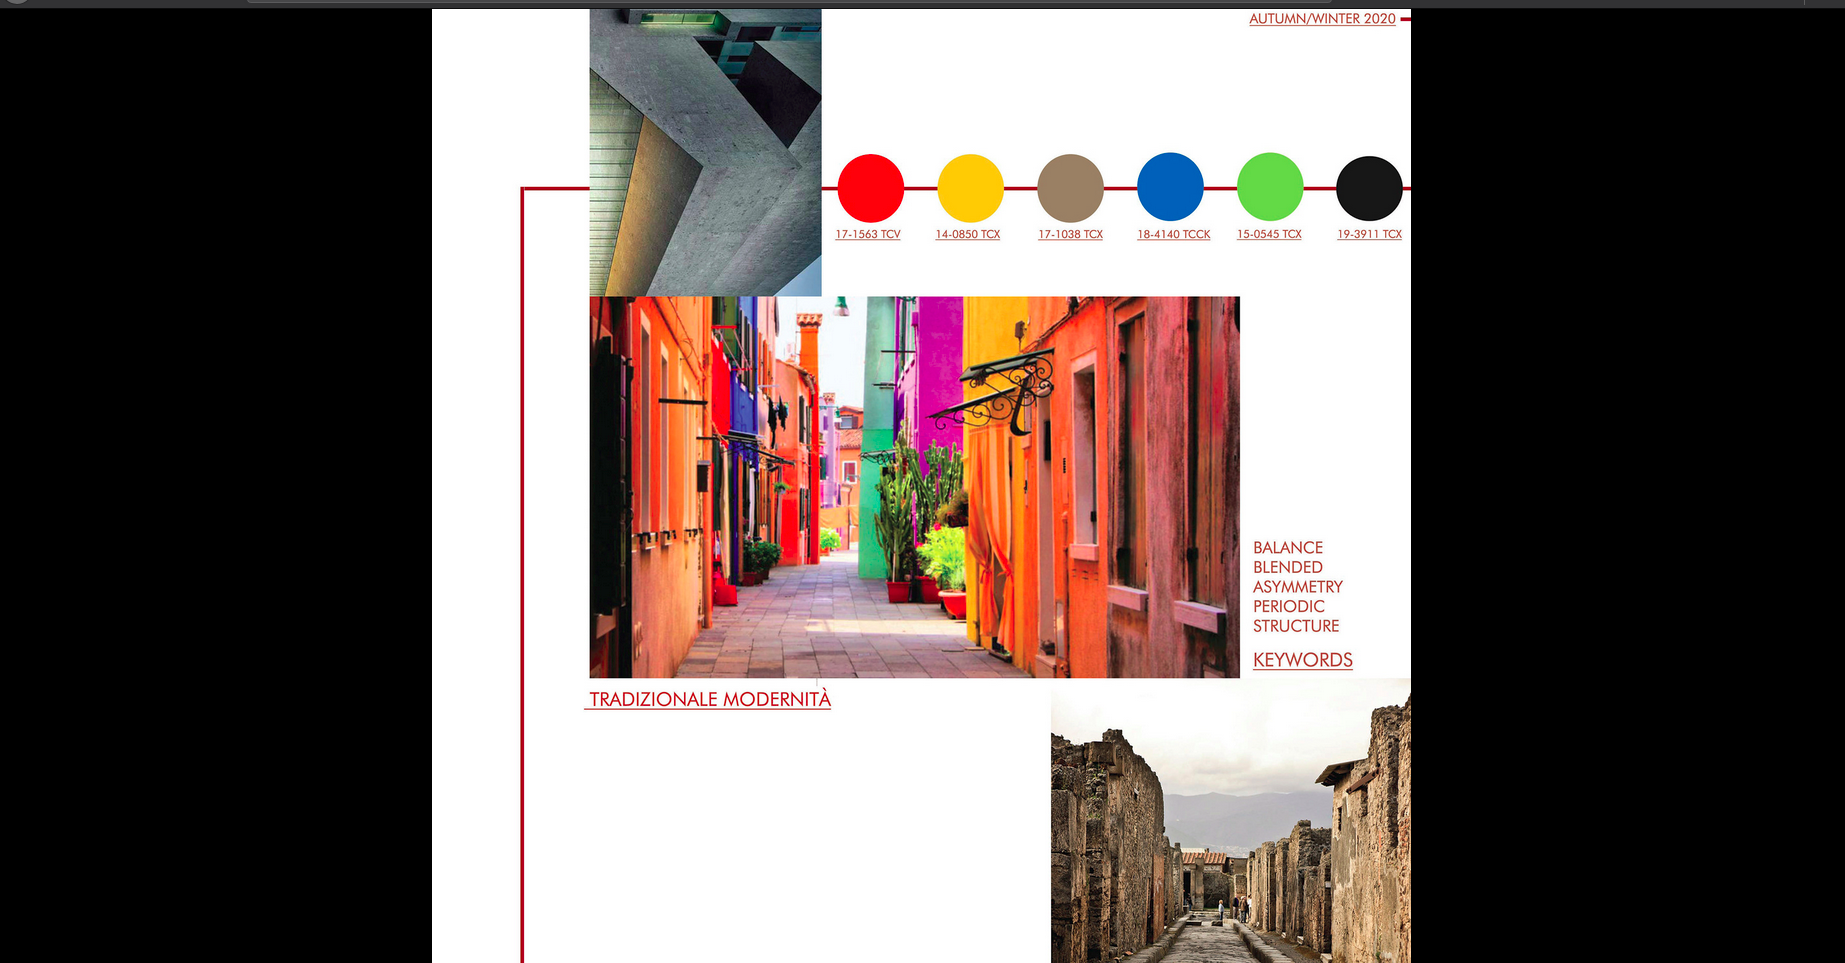 AUTUMN/WINTER 2020
17-1563 TCV
14-0850 TCX
17-1038 TCX
18-4140 TCCK
15-0545 TCX
19-3911 TCX
BALANCE
BLENDED
ASYMMETRY
PERIODIC
STRUCTURE
KEYWORDS
TRADIZIONALE MODERNITÀ